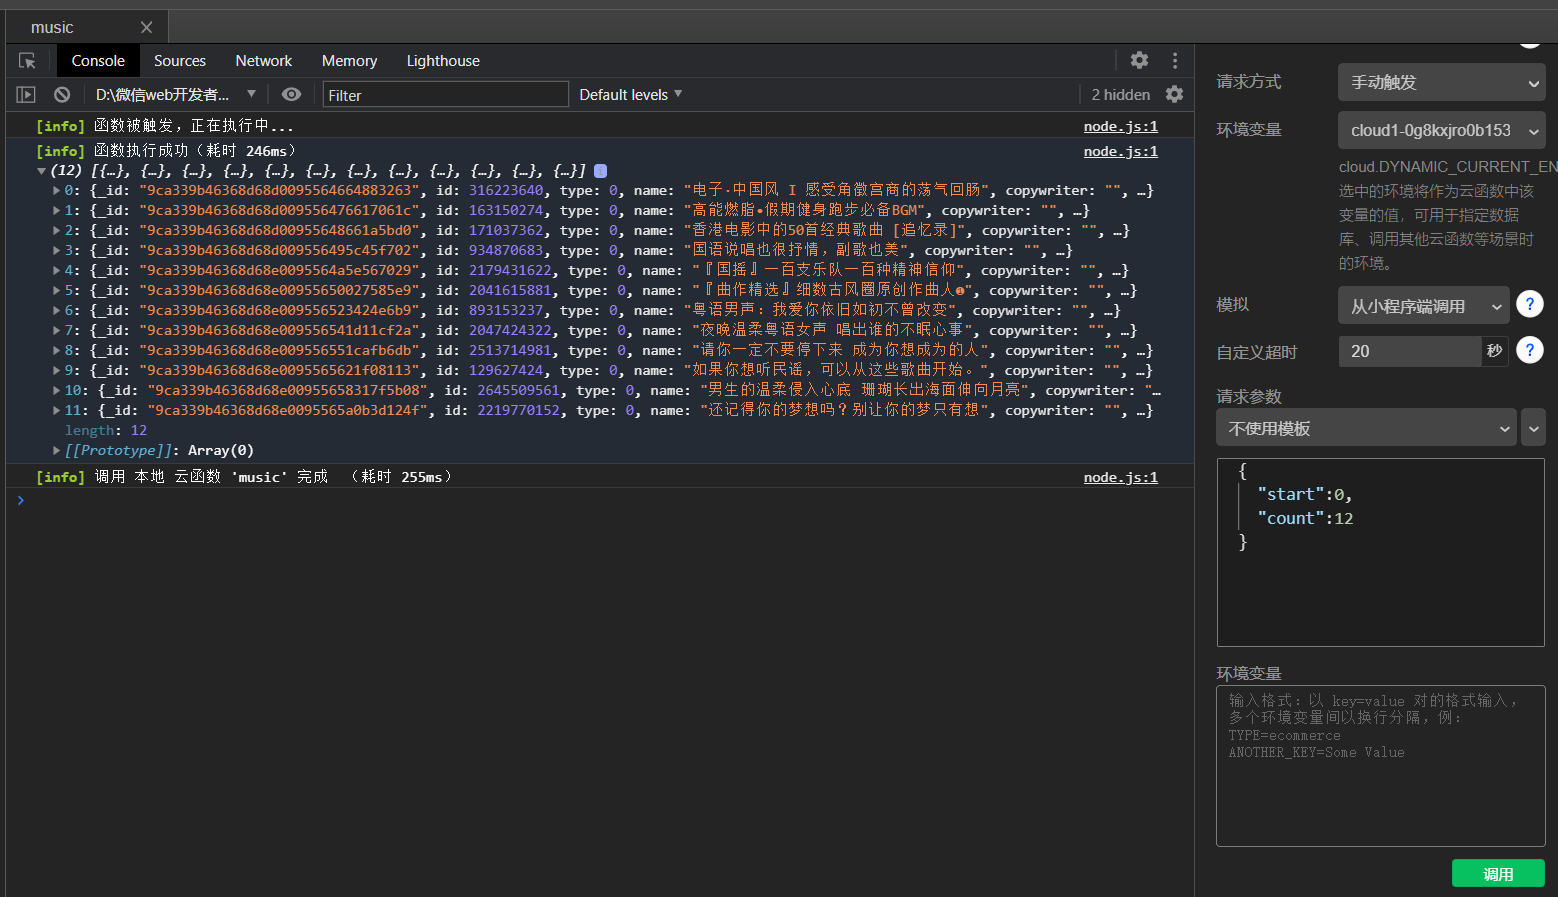 music
Console Sources Network Memory Lighthouse
D:\微信web开发者... Filter Default levels 2 hidden
[info] 函数被触发，正在执行中... node.js:1
[info] 函数执行成功（耗时 246ms） node.js:1
(12) [{…}, {…}, {…}, {…}, {…}, {…}, {…}, {…}, {…}, {…}, {…}, {…}]
0: {_id: "9ca339b46368d68d0095564664883263", id: 316223640, type: 0, name: "电子·中国风 I 感受角徵宫商的荡气回肠", copywriter: "", …}
1: {_id: "9ca339b46368d68d009556476617061c", id: 163150274, type: 0, name: "高能燃脂•假期健身跑步必备BGM", copywriter: "", …}
2: {_id: "9ca339b46368d68d00955648661a5bd0", id: 171037362, type: 0, name: "香港电影中的50首经典歌曲 [追忆录]", copywriter: "", …}
3: {_id: "9ca339b46368d68d009556495c45f702", id: 934870683, type: 0, name: "国语说唱也很抒情，副歌也美", copywriter: "", …}
4: {_id: "9ca339b46368d68e0095564a5e567029", id: 2179431622, type: 0, name: "『国摇』一百支乐队一百种精神信仰", copywriter: "", …}
5: {_id: "9ca339b46368d68e00955650027585e9", id: 2041615881, type: 0, name: "『曲作精选』细数古风圈原创作曲人❶", copywriter: "", …}
6: {_id: "9ca339b46368d68e009556523424e6b9", id: 893153237, type: 0, name: "粤语男声：我爱你依旧如初不曾改变", copywriter: "", …}
7: {_id: "9ca339b46368d68e009556541d11cf2a", id: 2047424322, type: 0, name: "夜晚温柔粤语女声 唱出谁的不眠心事", copywriter: "", …}
8: {_id: "9ca339b46368d68e009556551cafb6db", id: 2513714981, type: 0, name: "请你一定不要停下来 成为你想成为的人", copywriter: "", …}
9: {_id: "9ca339b46368d68e009555565621f08113", id: 129627424, type: 0, name: "如果你想听民谣，可以从这些歌曲开始。", copywriter: "", …}
10: {_id: "9ca339b46368d68e00955658317f5b08", id: 2645509561, type: 0, name: "男生的温柔侵入心底 珊瑚长出海面伸向月亮", copywriter: "…
11: {_id: "9ca339b46368d68e0095565a0b3d124f", id: 2219770152, type: 0, name: "还记得你的梦想吗？别让你的梦只有想", copywriter: "", …}
length: 12
[[Prototype]]: Array(0)
[info] 调用 本地 云函数 'music' 完成 （耗时 255ms） node.js:1
请求方式 手动触发
环境变量 cloud1-0g8kxjro0b153
cloud.DYNAMIC_CURRENT_EN
选中的环境将作为云函数中该
变量的值，可用于指定数据
库、调用其他云函数等场景时
的环境。
模拟 从小程序端调用 ?
自定义超时 20 秒 ?
请求参数
不使用模板
{
"start":0,
"count":12
}
环境变量
输入格式：以 key=value 对的格式输入，
多个环境变量间以换行分隔，例：
TYPE=ecommerce
ANOTHER_KEY=Some Value
调用